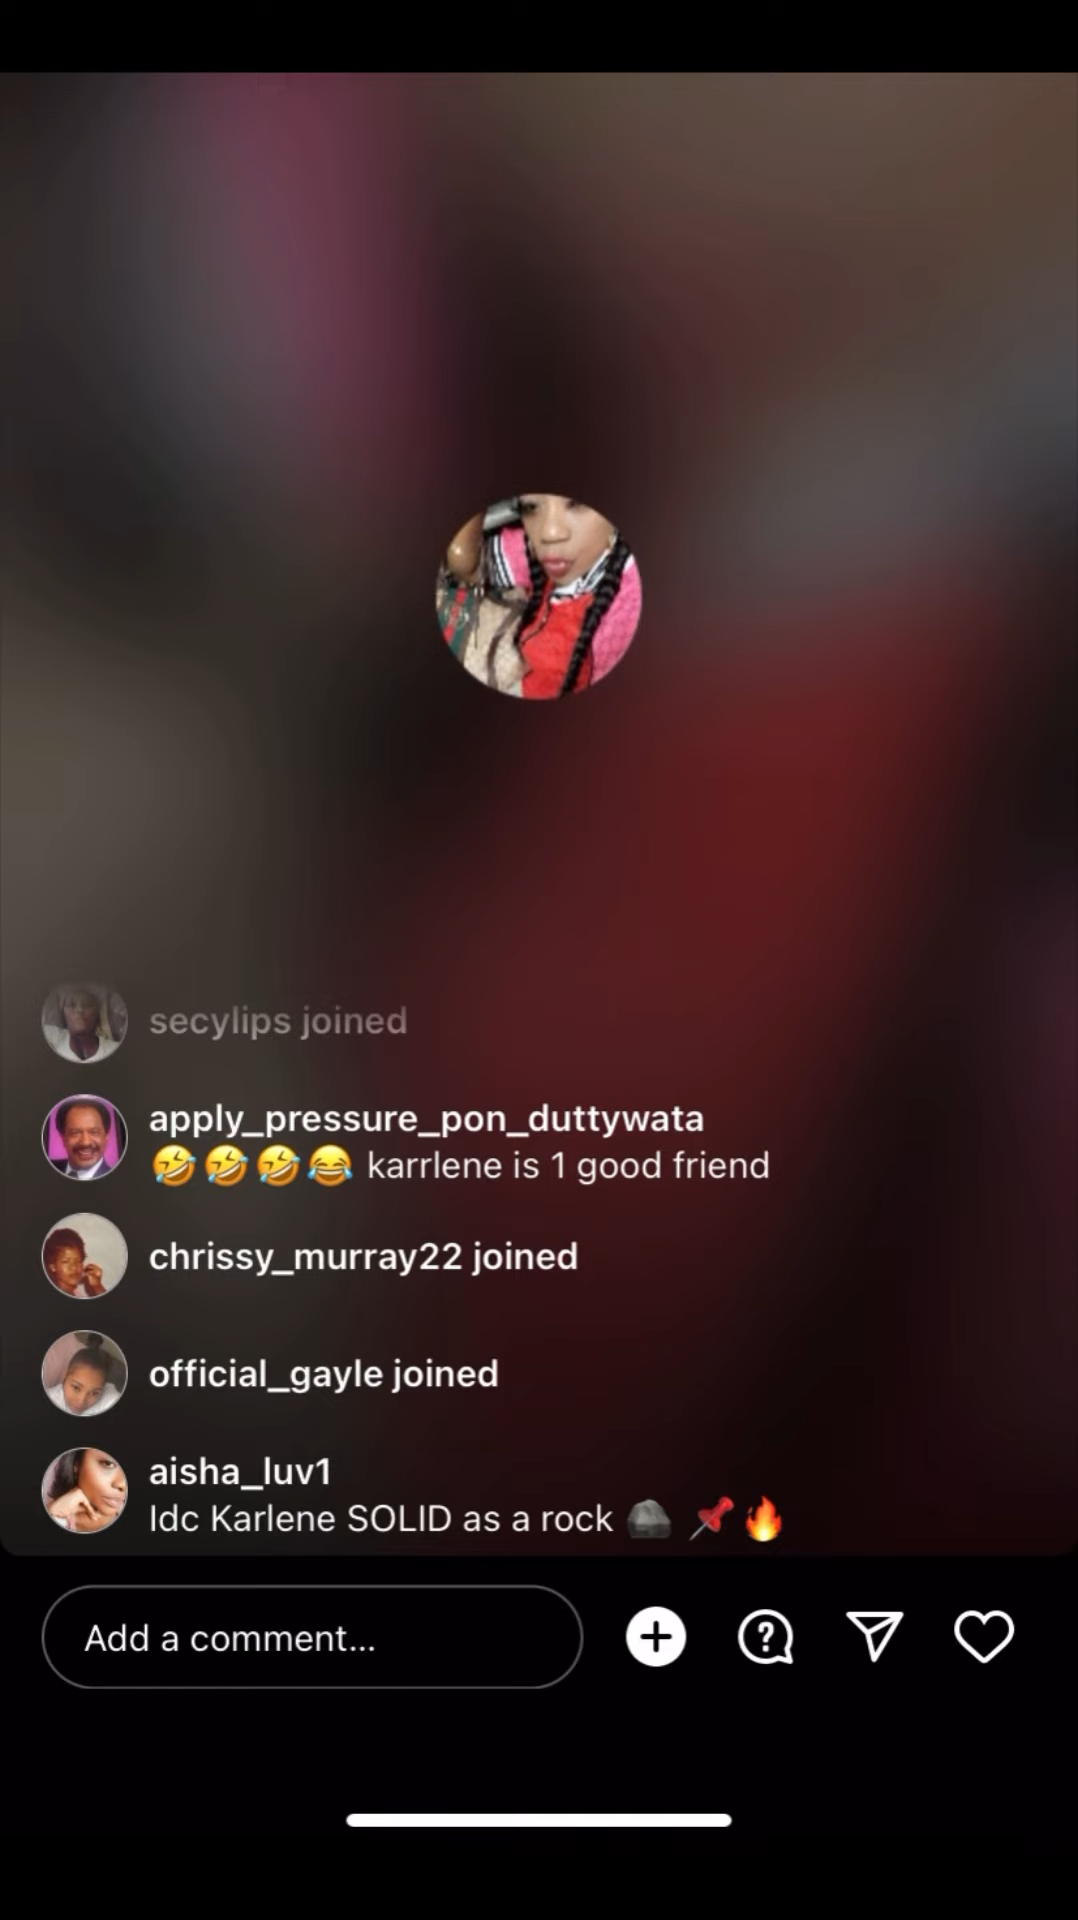 secylips joined
apply_pressure_pon_duttywata
🤣🤣🤣😂 karrlene is 1 good friend
chrissy_murray22 joined
official_gayle joined
aisha_luv1
Idc Karlene SOLID as a rock 🪨 📌🔥
Add a comment...